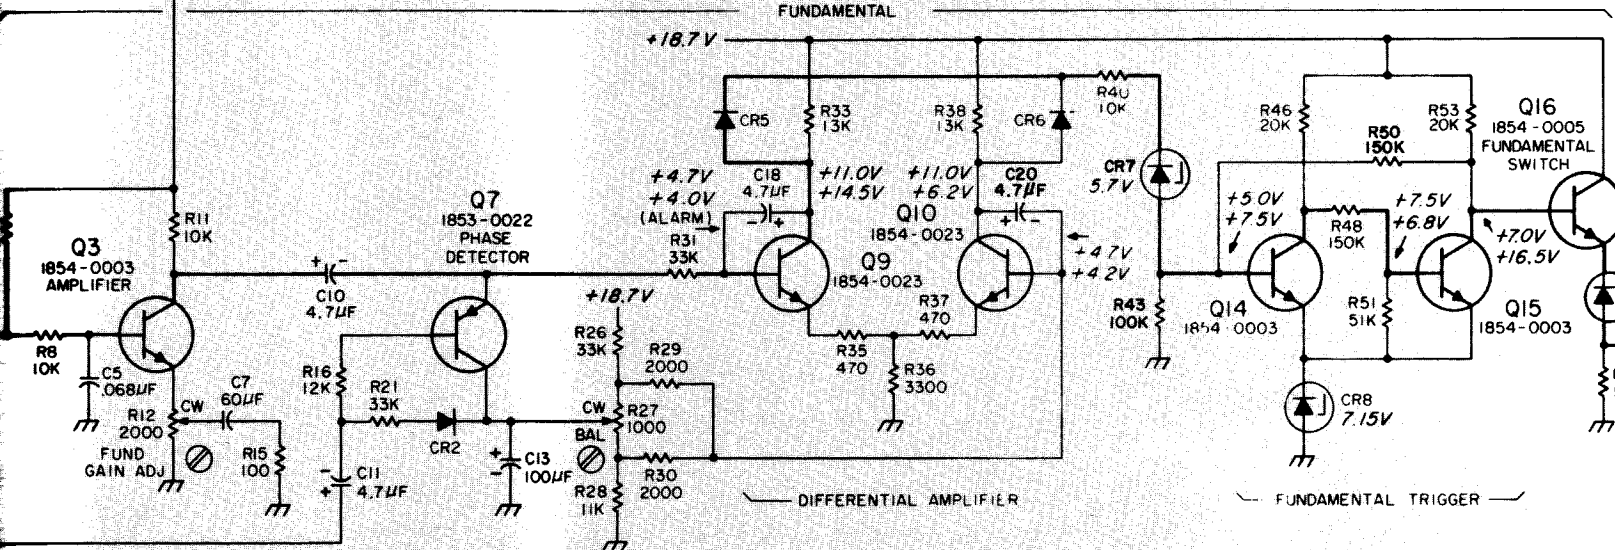 FUNDAMENTAL
+18.7V
R11
10K
Q3
1854-0003
AMPLIFIER
R8
10K
C5
.068µF
R12
2000
CW
FUND
GAIN ADJ
C7
60µF
R15
100
+ -
C10
4.7µF
Q7
1853-0022
PHASE
DETECTOR
R16
12K
R21
33K
CR2
-
+
C11
4.7µF
+
-
C13
100µF
+18.7V
R26
33K
R29
2000
CW
R27
1000
BAL
R30
2000
R28
11K
CR5
R33
13K
+4.7V
+4.0V
(ALARM)
C18
4.7µF
- +
+11.0V
+14.5V
R31
33K
Q9
1854-0023
R35
470
R37
470
R36
3300
R38
13K
CR6
+11.0V
+6.2V
C20
4.7µF
+ -
Q10
1854-0023
+4.7V
+4.2V
DIFFERENTIAL AMPLIFIER
R40
10K
CR7
5.7V
R43
100K
+5.0V
+7.5V
R46
20K
R50
150K
R53
20K
R48
150K
+7.5V
+6.8V
Q14
1854-0003
R51
51K
CR8
7.15V
Q15
1854-0003
+7.0V
+16.5V
Q16
1854-0005
FUNDAMENTAL
SWITCH
FUNDAMENTAL TRIGGER